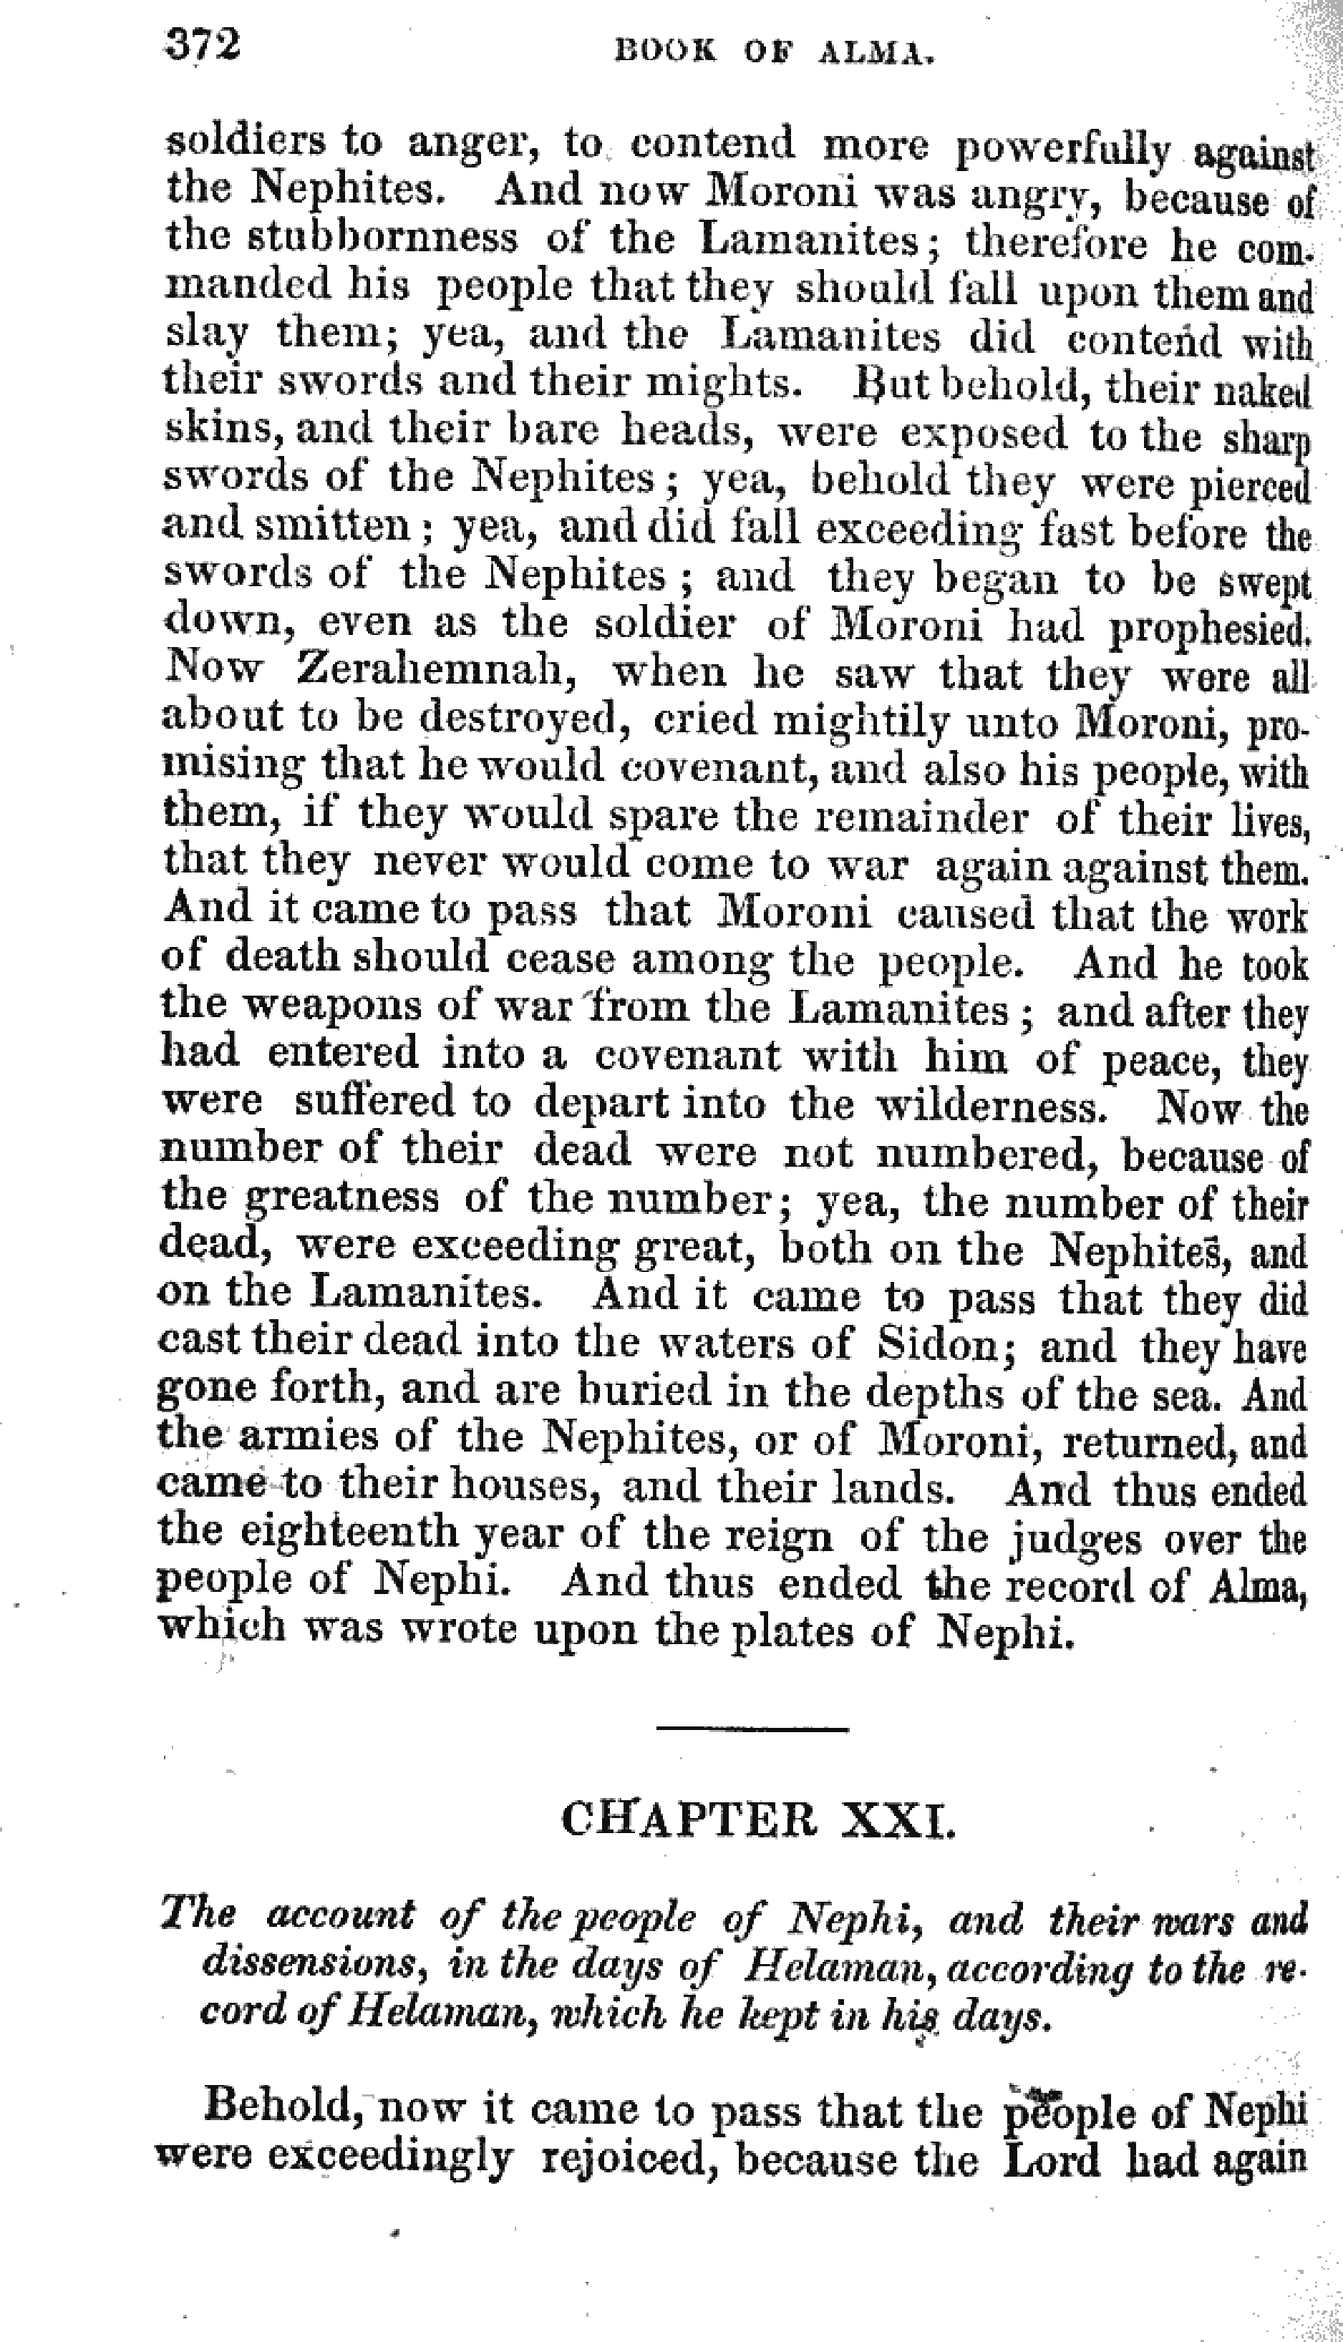 372 BOOK OF ALMA.
soldiers to anger, to contend more powerfully against
the Nephites. And now Moroni was angry, because of
the stubbornness of the Lamanites; therefore he com-
manded his people that they should fall upon them and
slay them; yea, and the Lamanites did contend with
their swords and their mights. But behold, their naked
skins, and their bare heads, were exposed to the sharp
swords of the Nephites; yea, behold they were pierced
and smitten; yea, and did fall exceeding fast before the
swords of the Nephites; and they began to be swept
down, even as the soldier of Moroni had prophesied.
Now Zerahemnah, when he saw that they were all
about to be destroyed, cried mightily unto Moroni, pro-
mising that he would covenant, and also his people, with
them, if they would spare the remainder of their lives,
that they never would come to war again against them.
And it came to pass that Moroni caused that the work
of death should cease among the people. And he took
the weapons of war from the Lamanites; and after they
had entered into a covenant with him of peace, they
were suffered to depart into the wilderness. Now the
number of their dead were not numbered, because of
the greatness of the number; yea, the number of their
dead, were exceeding great, both on the Nephites, and
on the Lamanites. And it came to pass that they did
cast their dead into the waters of Sidon; and they have
gone forth, and are buried in the depths of the sea. And
the armies of the Nephites, or of Moroni, returned, and
came to their houses, and their lands. And thus ended
the eighteenth year of the reign of the judges over the
people of Nephi. And thus ended the record of Alma,
which was wrote upon the plates of Nephi.
CHAPTER XXI.
The account of the people of Nephi, and their wars and
dissensions, in the days of Helaman, according to the re-
cord of Helaman, which he kept in his days.
Behold, now it came to pass that the people of Nephi
were exceedingly rejoiced, because the Lord had again